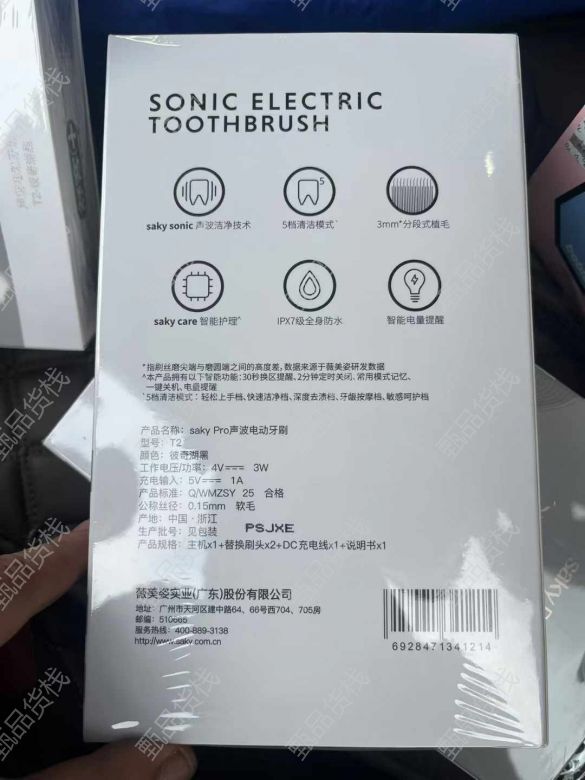 SONIC ELECTRIC
TOOTHBRUSH
saky sonic 声波洁净技术
5档清洁模式`
3mm*分段式植毛
saky care 智能护理^
IPX7级全身防水
智能电量提醒
*指刷丝磨尖端与磨圆端之间的高度差,数据来源于薇美姿研发数据
^本产品拥有以下智能功能:30秒换区提醒、2分钟定时关闭、常用模式记忆、
一键关机、电量提醒
`5档清洁模式:轻松上手档、快速洁净档、深度去渍档、牙龈按摩档、敏感呵护档
产品名称: saky Pro声波电动牙刷
型号: T2
颜色: 彼奇湖黑
工作电压/功率: 4V⎓ 3W
充电输入: 5V⎓ 1A
产品标准: Q/WMZSY 25 合格
公称丝径: 0.15mm 软毛
产地: 中国·浙江
生产批号: 见包装 PSJXE
产品规格: 主机x1+替换刷头x2+DC充电线x1+说明书x1
薇美姿实业(广东)股份有限公司
地址: 广州市天河区建中路64、66号西704、705房
邮编: 510665
服务热线: 400-889-3138
http://www.saky.com.cn
6928471341214
甄品货栈